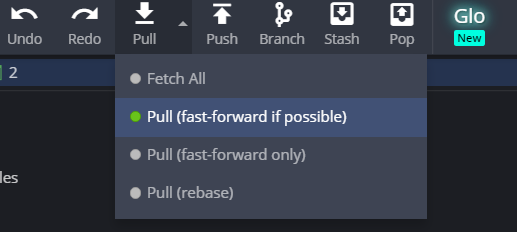 Undo Redo Pull Push Branch Stash Pop Glo
New
2
Fetch All
Pull (fast-forward if possible)
Pull (fast-forward only)
les
Pull (rebase)